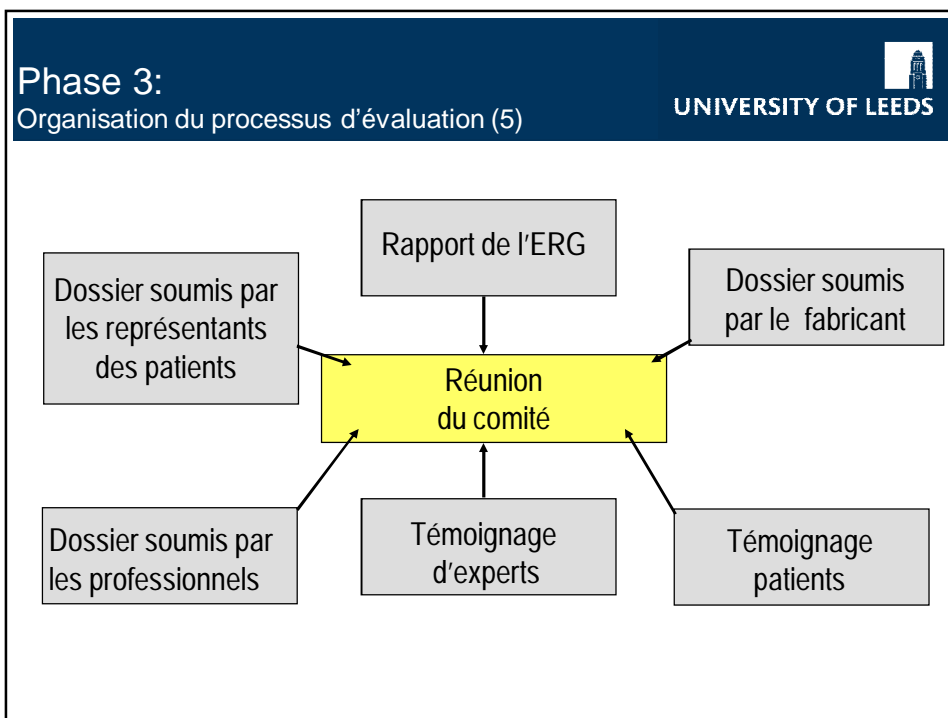 Phase 3:
Organisation du processus d'évaluation (5)
UNIVERSITY OF LEEDS
Rapport de l'ERG
Dossier soumis par
les représentants
des patients
Dossier soumis
par le  fabricant
Réunion
du comité
Dossier soumis par
les professionnels
Témoignage
d'experts
Témoignage
patients